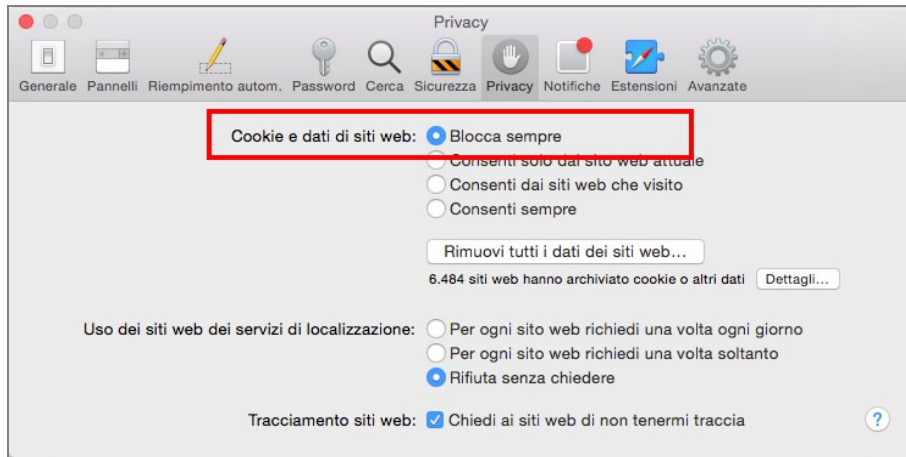 Privacy
Generale Pannelli Riempimento autom. Password Cerca Sicurezza Privacy Notifiche Estensioni Avanzate
Cookie e dati di siti web: Blocca sempre
Consenti solo dal sito web attuale
Consenti dai siti web che visito
Consenti sempre
Rimuovi tutti i dati dei siti web...
6.484 siti web hanno archiviato cookie o altri dati Dettagli...
Uso dei siti web dei servizi di localizzazione: Per ogni sito web richiedi una volta ogni giorno
Per ogni sito web richiedi una volta soltanto
Rifiuta senza chiedere
Tracciamento siti web: Chiedi ai siti web di non tenermi traccia ?